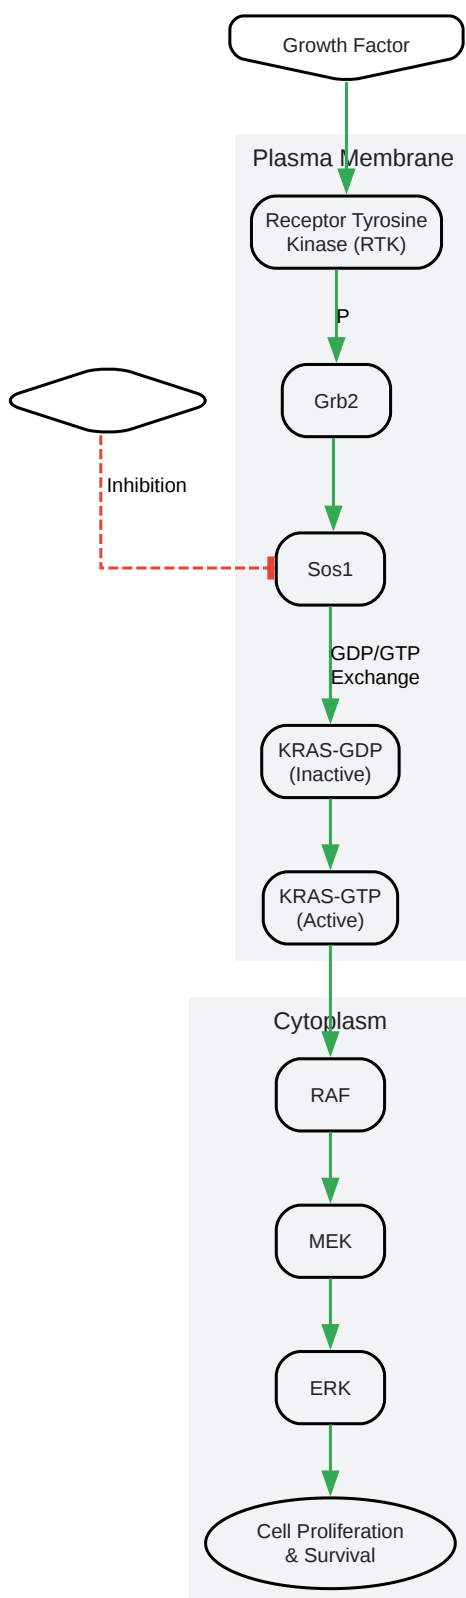 Growth Factor
Plasma Membrane
Receptor Tyrosine
Kinase (RTK)
P
Grb2
Inhibition
Sos1
GDP/GTP
Exchange
KRAS-GDP
(Inactive)
KRAS-GTP
(Active)
Cytoplasm
RAF
MEK
ERK
Cell Proliferation
& Survival